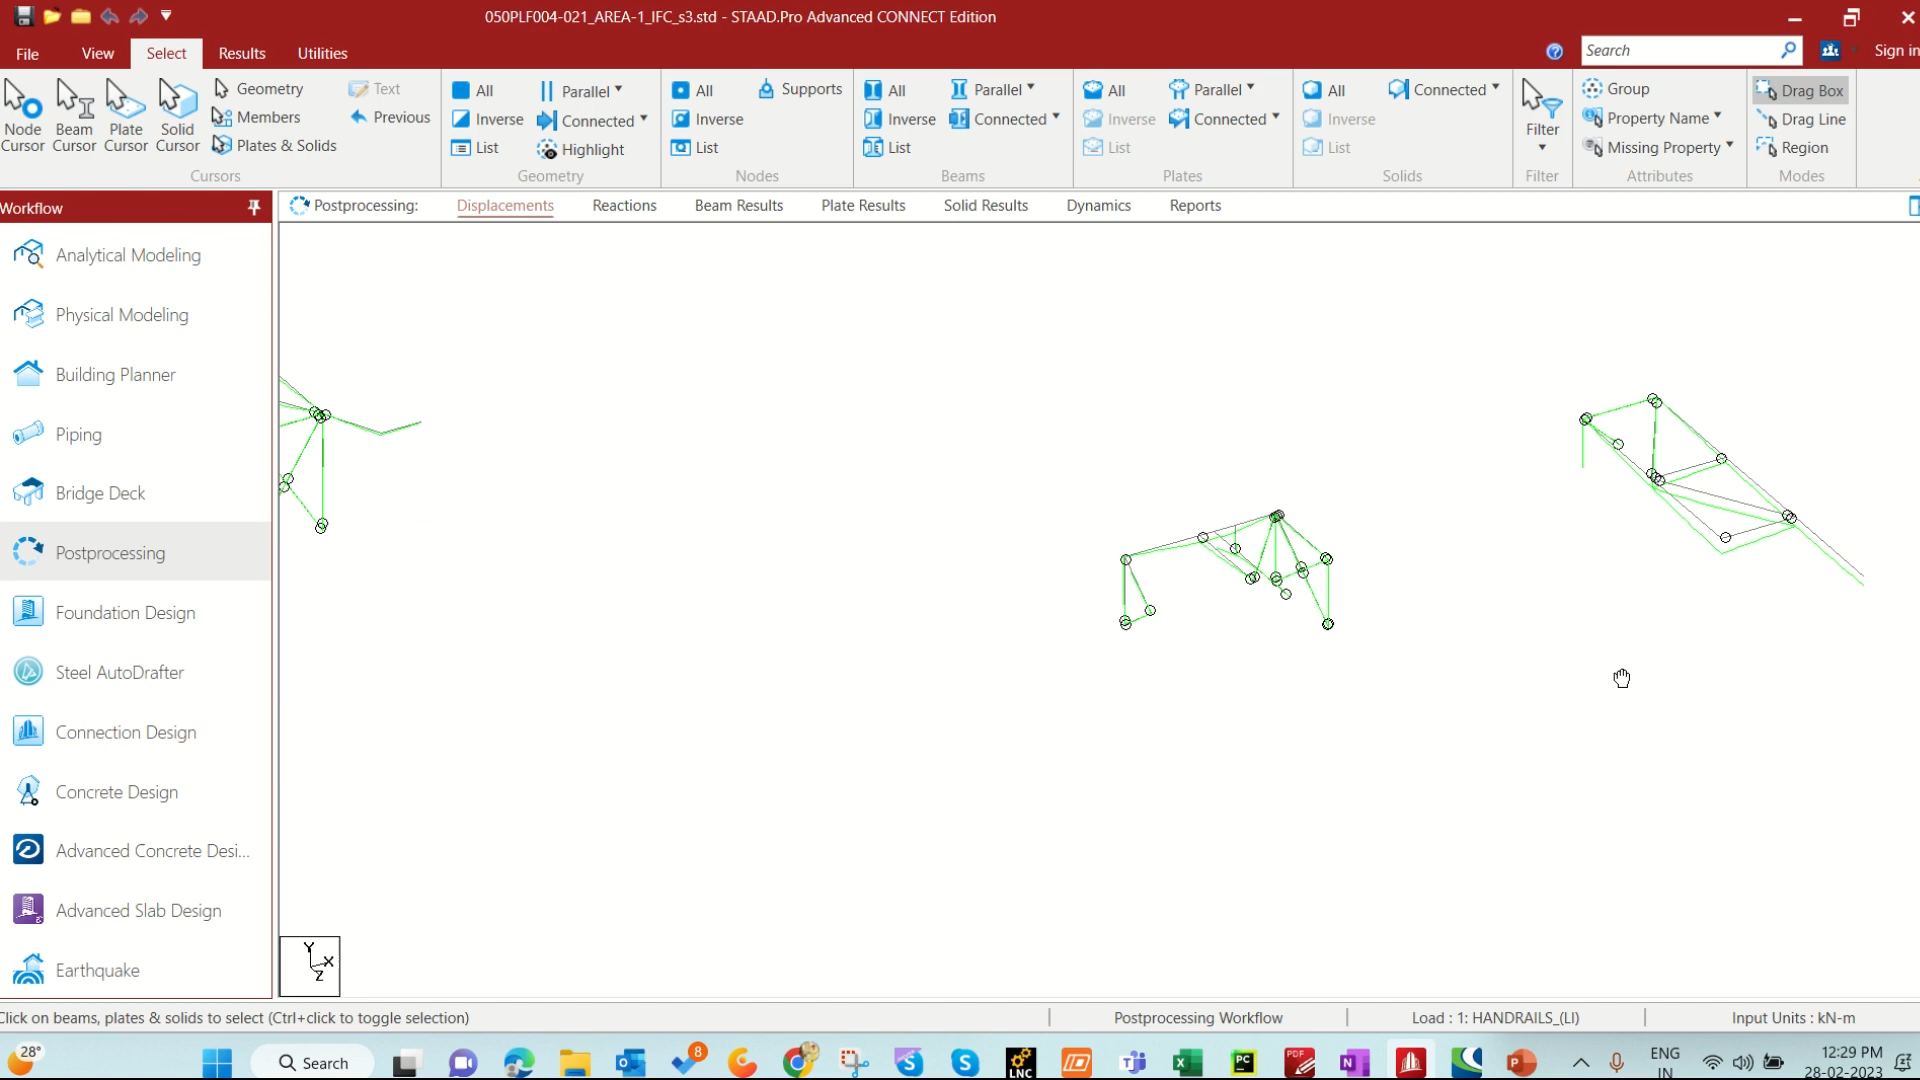 050PLF004-021_AREA-1_IFC_s3.std - STAAD.Pro Advanced CONNECT Edition
File View Select Results Utilities
Search
Sign in
Node Cursor
Beam Cursor
Plate Cursor
Solid Cursor
Geometry
Members
Plates & Solids
Text
Previous
Cursors
All
Inverse
List
Parallel
Connected
Highlight
Geometry
All
Inverse
List
Supports
Nodes
All
Inverse
List
Parallel
Connected
Beams
All
Inverse
List
Parallel
Connected
Plates
All
Inverse
List
Connected
Solids
Filter
Filter
Group
Property Name
Missing Property
Attributes
Drag Box
Drag Line
Region
Modes
Workflow
Postprocessing: Displacements Reactions Beam Results Plate Results Solid Results Dynamics Reports
Analytical Modeling
Physical Modeling
Building Planner
Piping
Bridge Deck
Postprocessing
Foundation Design
Steel AutoDrafter
Connection Design
Concrete Design
Advanced Concrete Desi...
Advanced Slab Design
Earthquake
Y
X
Z
Click on beams, plates & solids to select (Ctrl+click to toggle selection)
Postprocessing Workflow
Load : 1: HANDRAILS_(LI)
Input Units : kN-m
28°
Search
8
LNC
PC
PDF
ENG
IN
12:29 PM
28-02-2023